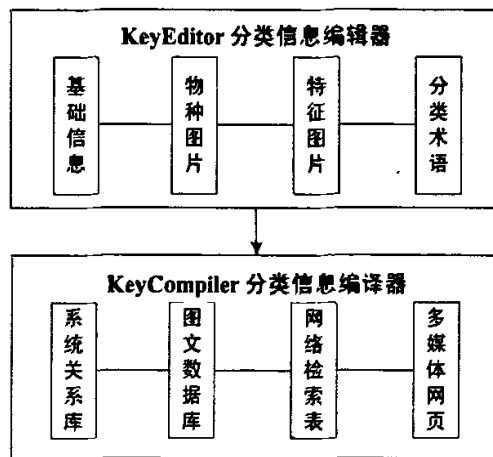 KeyEditor 分类信息编辑器
基础信息
物种图片
特征图片
分类术语
KeyCompiler 分类信息编译器
系统关系库
图文数据库
网络检索表
多媒体网页